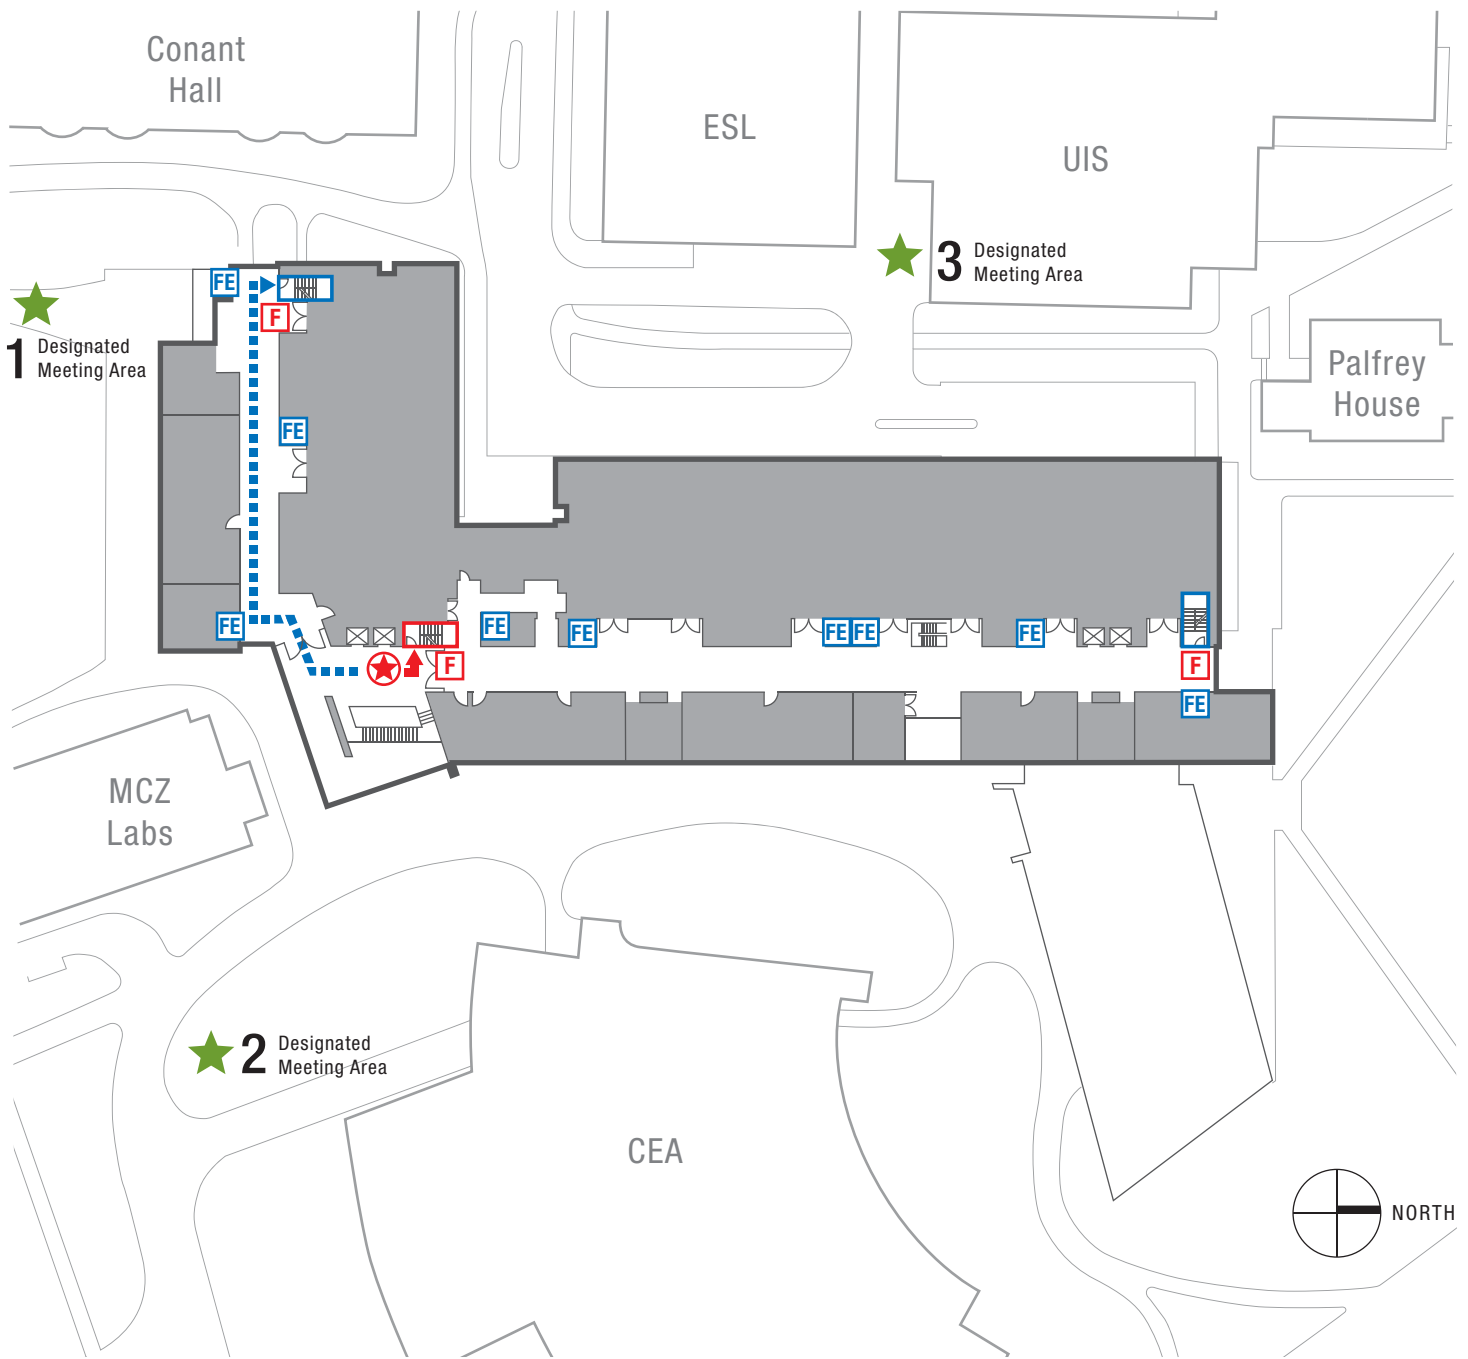 Conant
Hall
ESL
UIS
3
Designated
Meeting Area
FE
F
1
Designated
Meeting Area
Palfrey
House
FE
FE
FE
FE
FE
FE
FE
F
F
FE
MCZ
Labs
2
Designated
Meeting Area
CEA
NORTH